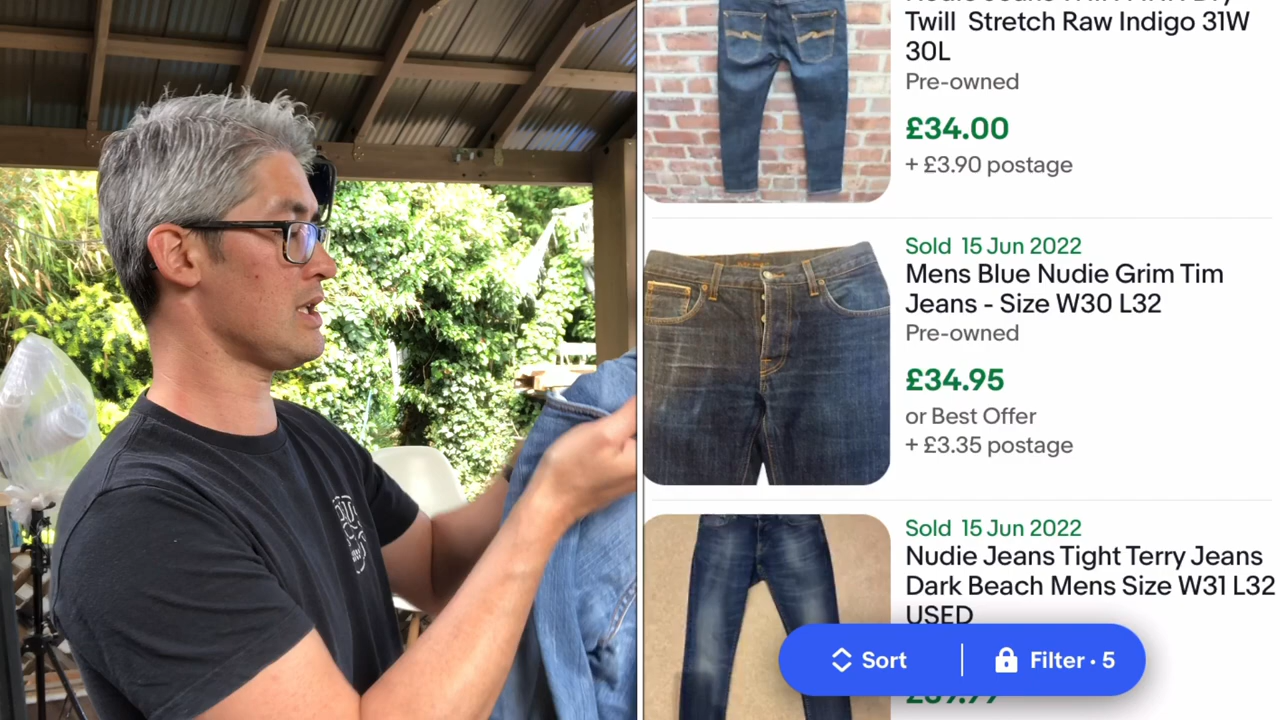 Twill Stretch Raw Indigo 31W
30L
Pre-owned
£34.00
+ £3.90 postage
Sold 15 Jun 2022
Mens Blue Nudie Grim Tim
Jeans - Size W30 L32
Pre-owned
£34.95
or Best Offer
+ £3.35 postage
Sold 15 Jun 2022
Nudie Jeans Tight Terry Jeans
Dark Beach Mens Size W31 L32
USED
Sort
Filter • 5